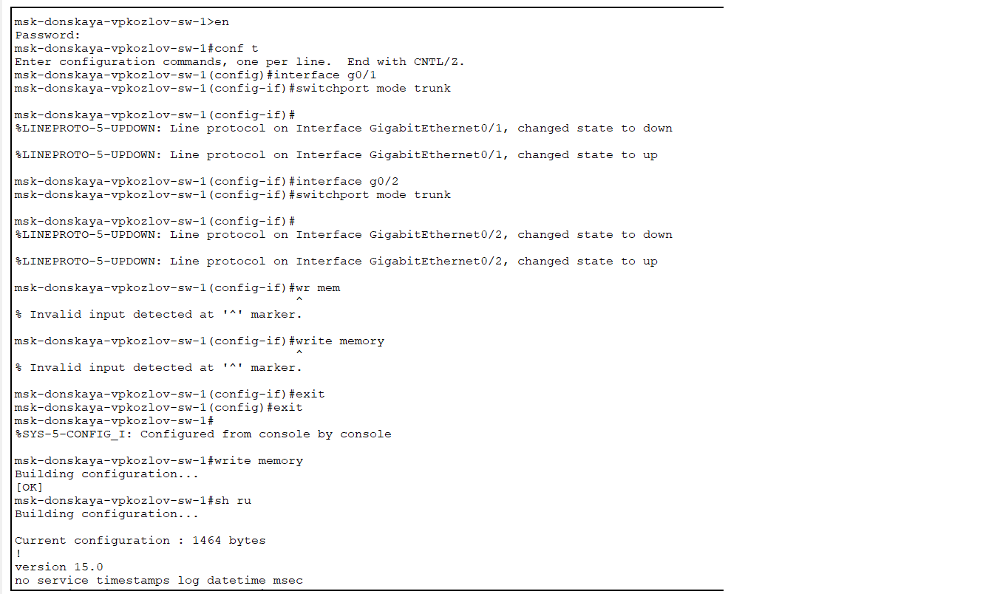 msk-donskaya-vpkozlov-sw-1>en
Password:
msk-donskaya-vpkozlov-sw-1#conf t
Enter configuration commands, one per line.  End with CNTL/Z.
msk-donskaya-vpkozlov-sw-1(config)#interface g0/1
msk-donskaya-vpkozlov-sw-1(config-if)#switchport mode trunk
msk-donskaya-vpkozlov-sw-1(config-if)#
%LINEPROTO-5-UPDOWN: Line protocol on Interface GigabitEthernet0/1, changed state to down
%LINEPROTO-5-UPDOWN: Line protocol on Interface GigabitEthernet0/1, changed state to up
msk-donskaya-vpkozlov-sw-1(config-if)#interface g0/2
msk-donskaya-vpkozlov-sw-1(config-if)#switchport mode trunk
msk-donskaya-vpkozlov-sw-1(config-if)#
%LINEPROTO-5-UPDOWN: Line protocol on Interface GigabitEthernet0/2, changed state to down
%LINEPROTO-5-UPDOWN: Line protocol on Interface GigabitEthernet0/2, changed state to up
msk-donskaya-vpkozlov-sw-1(config-if)#wr mem
^
% Invalid input detected at '^' marker.
msk-donskaya-vpkozlov-sw-1(config-if)#write memory
^
% Invalid input detected at '^' marker.
msk-donskaya-vpkozlov-sw-1(config-if)#exit
msk-donskaya-vpkozlov-sw-1(config)#exit
msk-donskaya-vpkozlov-sw-1#
%SYS-5-CONFIG_I: Configured from console by console
msk-donskaya-vpkozlov-sw-1#write memory
Building configuration...
[OK]
msk-donskaya-vpkozlov-sw-1#sh ru
Building configuration...
Current configuration : 1464 bytes
!
version 15.0
no service timestamps log datetime msec